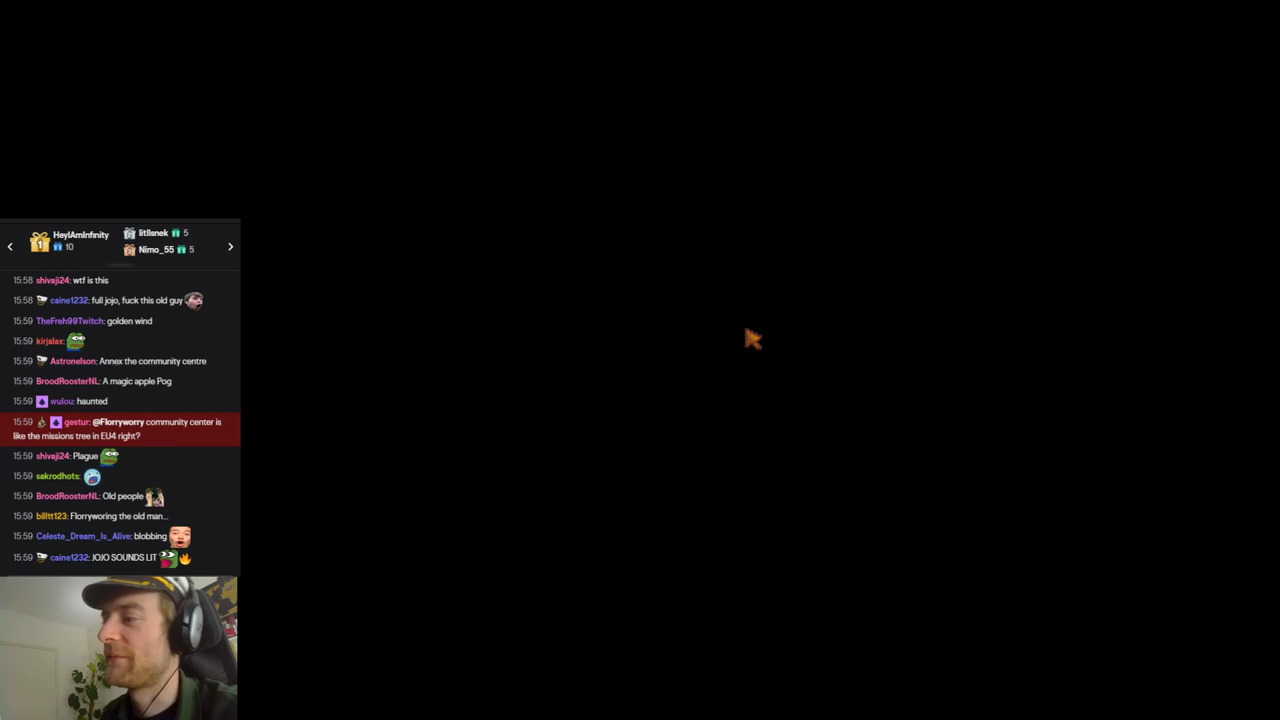 HeyIAmInfinity
10
litllsnek 5
Nimo_55 5
15:58 shivaji24: wtf is this
15:58 caine1232: full jojo, fuck this old guy
15:59 TheFreh99Twitch: golden wind
15:59 kirjalax:
15:59 Astronelson: Annex the community centre
15:59 BroodRoosterNL: A magic apple Pog
15:59 wulou: haunted
15:59 gestur: @Florryworry community center is
like the missions tree in EU4 right?
15:59 shivaji24: Plague
15:59 sakrodhots:
15:59 BroodRoosterNL: Old people
15:59 billtt123: Florryworing the old man...
15:59 Celeste_Dream_Is_Alive: blobbing
15:59 caine1232: JOJO SOUNDS LIT